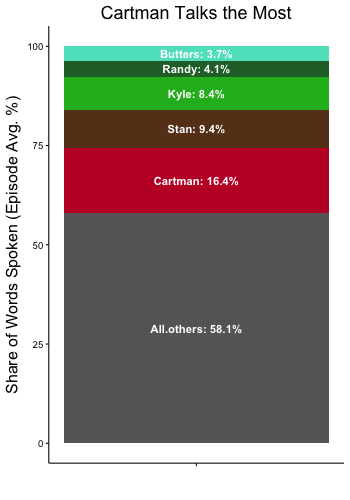 Cartman Talks the Most
Share of Words Spoken (Episode Avg. %)
100
75
50
25
0
Butters: 3.7%
Randy: 4.1%
Kyle: 8.4%
Stan: 9.4%
Cartman: 16.4%
All.others: 58.1%